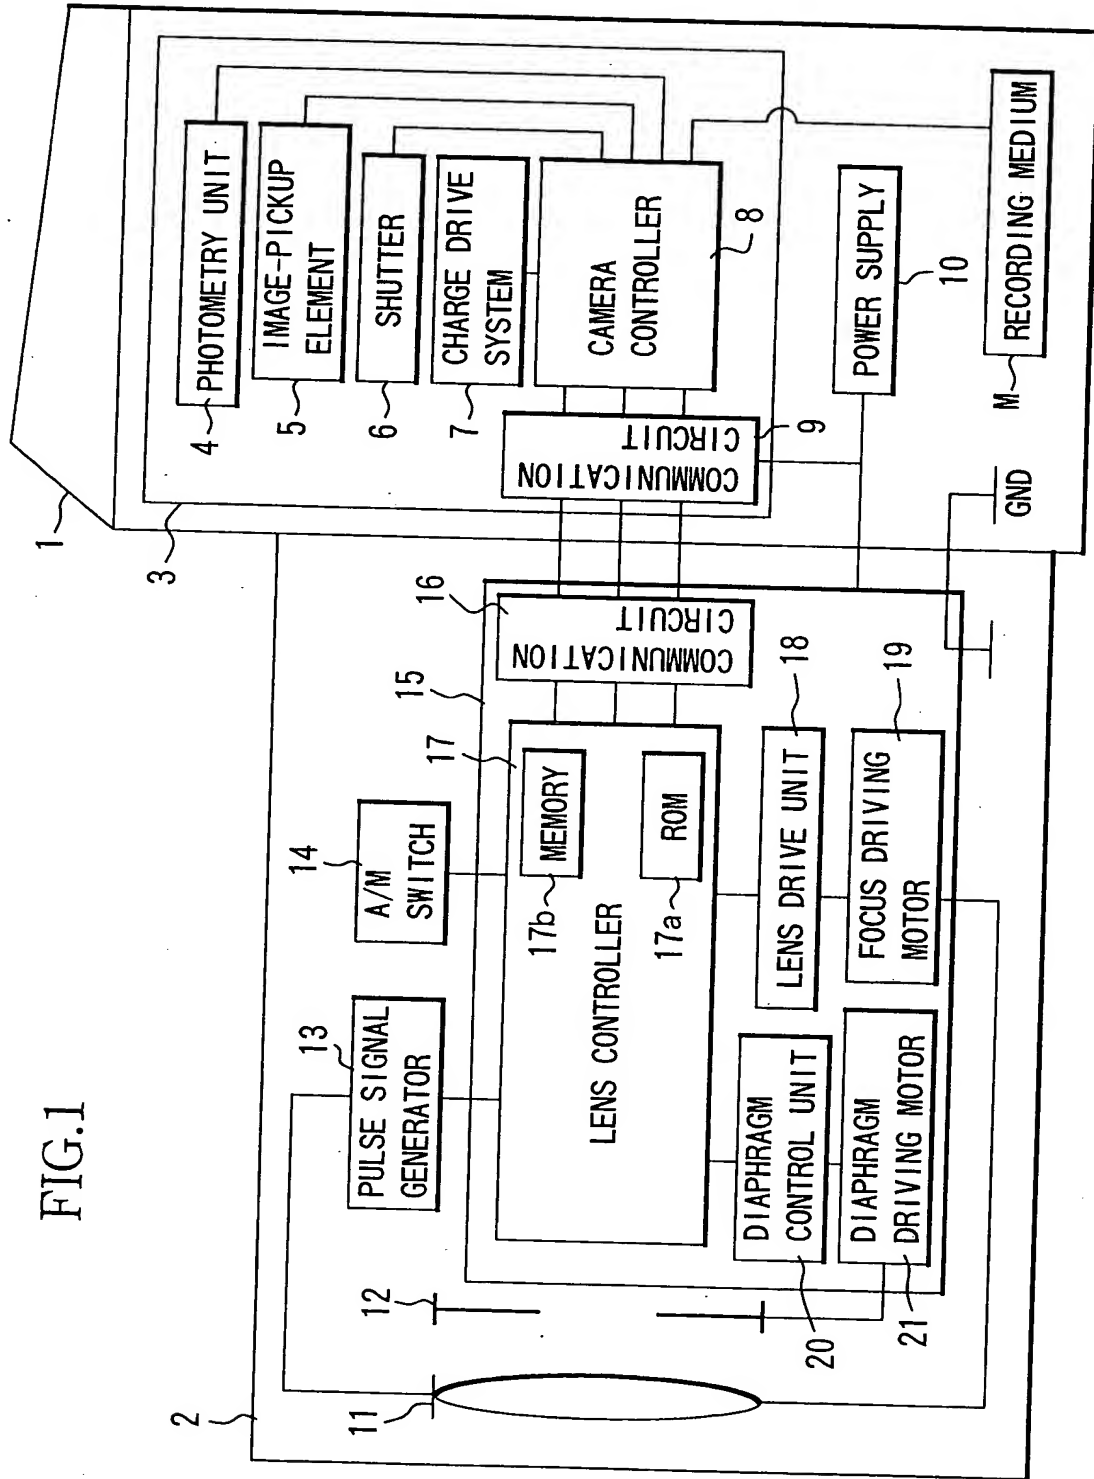 FIG.1
1
3
4
PHOTOMETRY UNIT
5
IMAGE-PICKUP
ELEMENT
6
SHUTTER
7
CHARGE DRIVE
SYSTEM
CAMERA
CONTROLLER
8
COMMUNICATION
CIRCUIT
9
POWER SUPPLY
10
M
RECORDING MEDIUM
GND
2
11
12
13
PULSE SIGNAL
GENERATOR
14
A/M
SWITCH
15
16
COMMUNICATION
CIRCUIT
17
MEMORY
17b
ROM
17a
LENS CONTROLLER
18
LENS DRIVE UNIT
19
FOCUS DRIVING
MOTOR
DIAPHRAGM
CONTROL UNIT
20
DIAPHRAGM
DRIVING MOTOR
21